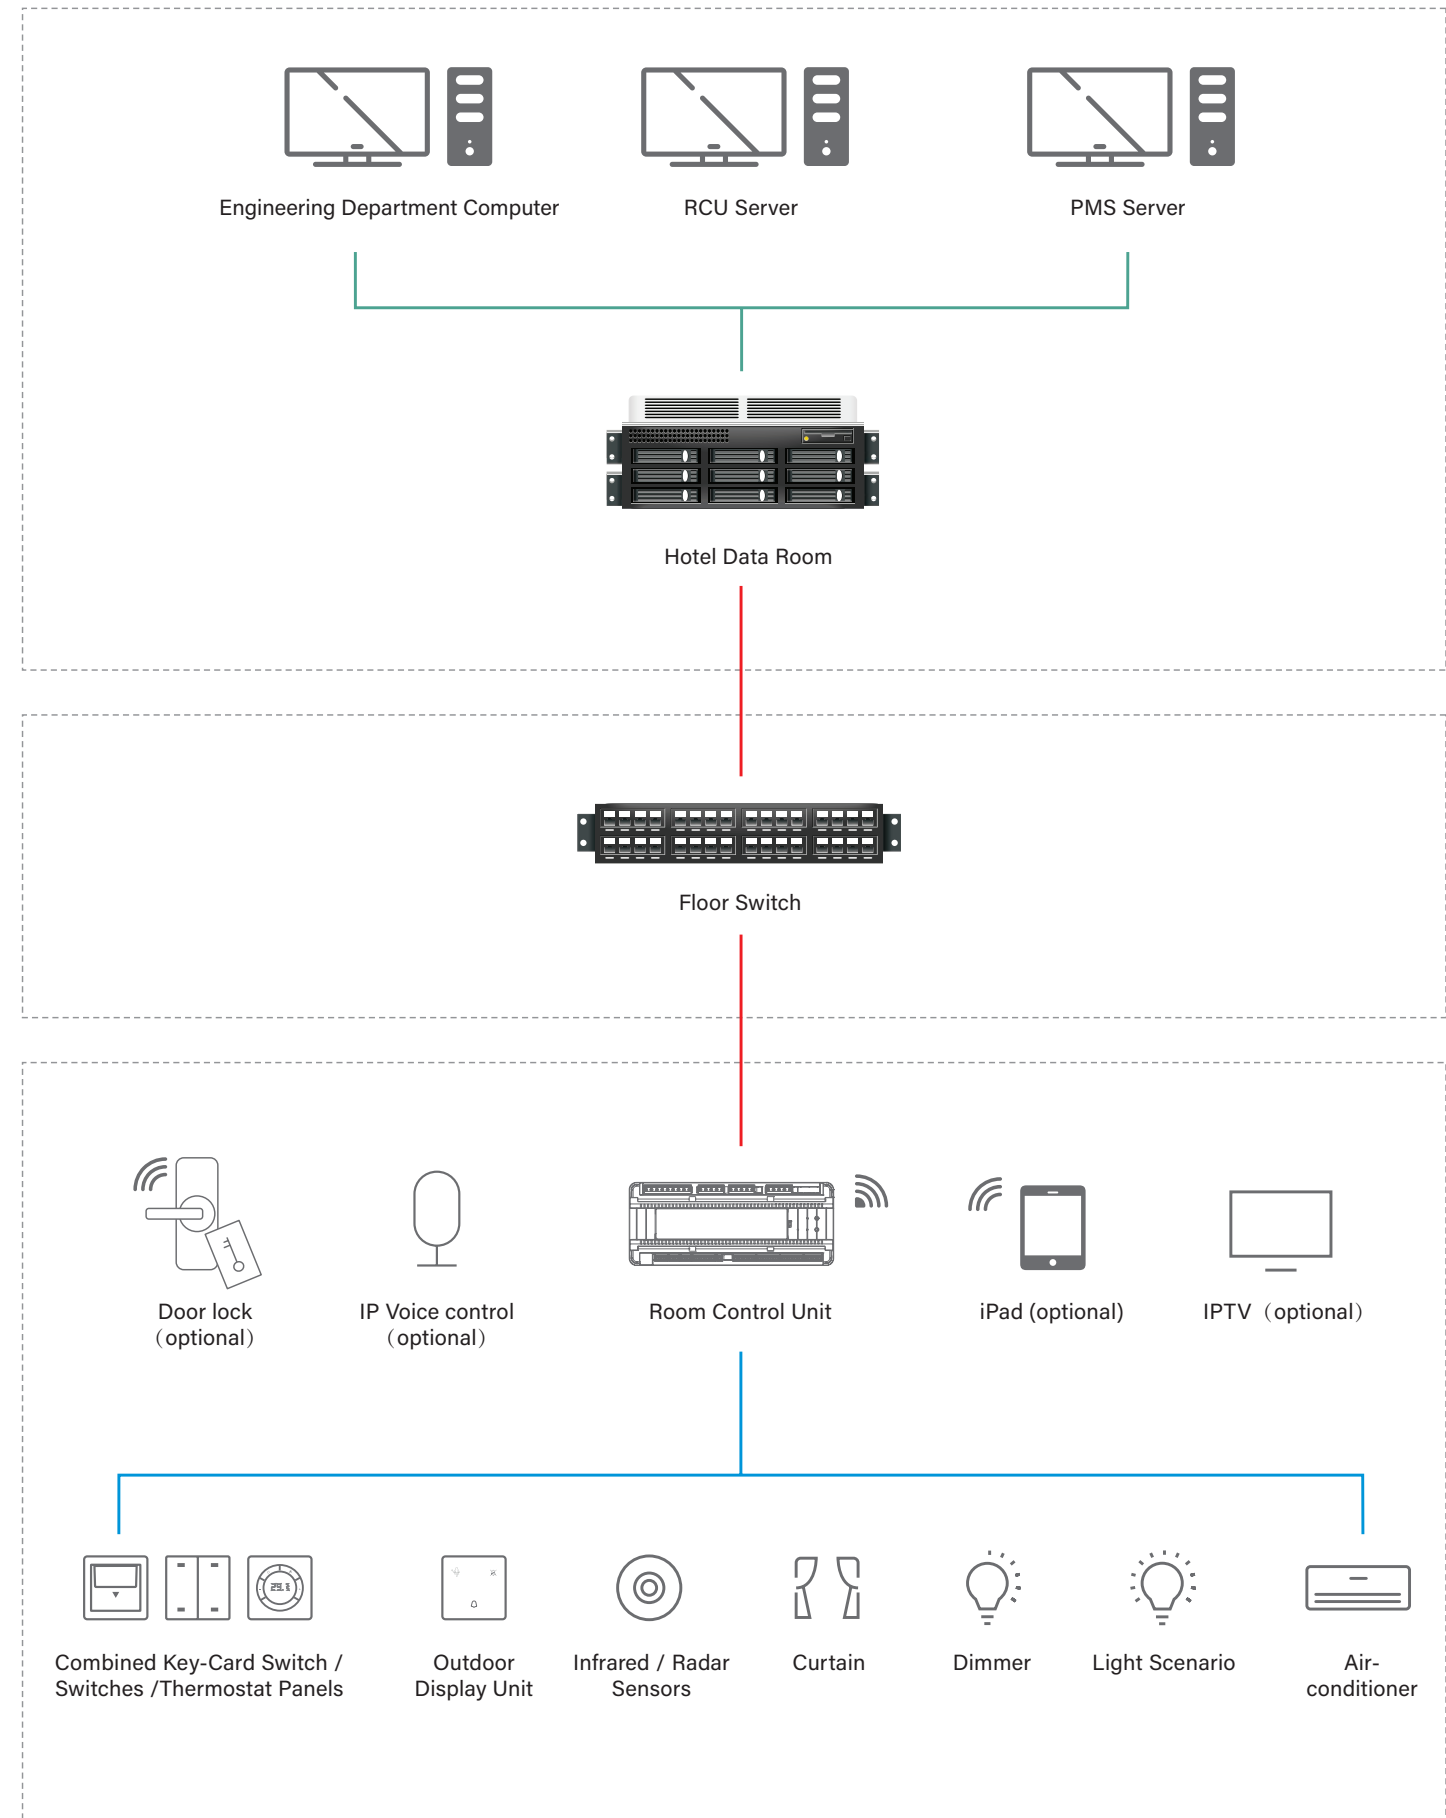 Engineering Department Computer
RCU Server
PMS Server
Hotel Data Room
Floor Switch
Door lock
（optional）
IP Voice control
（optional）
Room Control Unit
iPad (optional)
IPTV（optional）
Combined Key-Card Switch /
Switches /Thermostat Panels
Outdoor
Display Unit
Infrared / Radar
Sensors
Curtain
Dimmer
Light Scenario
Air-
conditioner